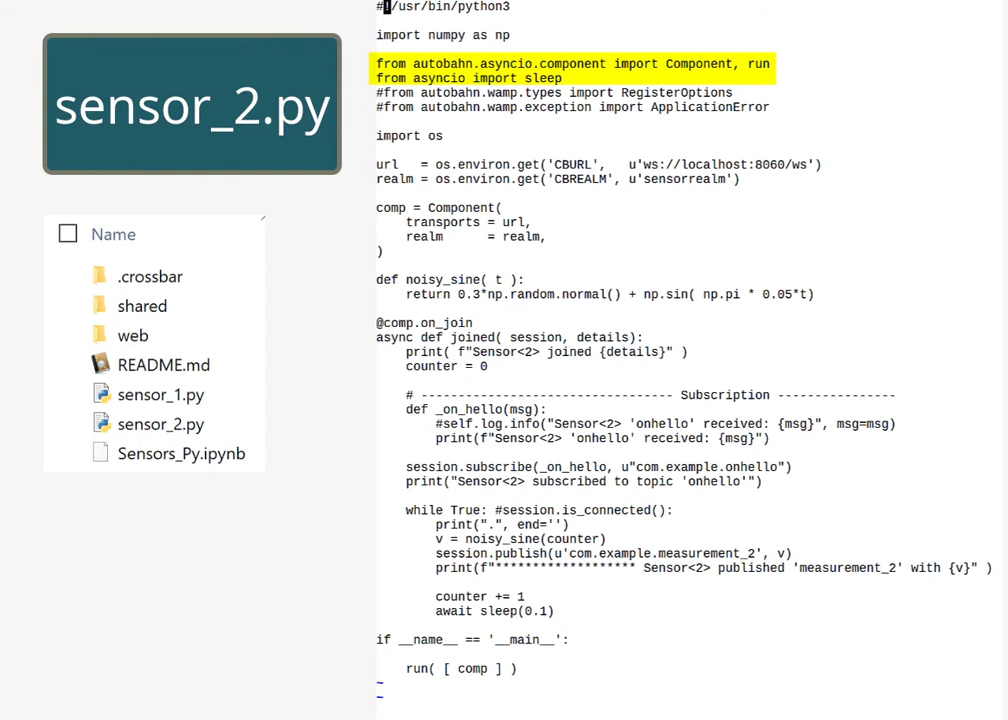 sensor_2.py
Name
.crossbar
shared
web
README.md
sensor_1.py
sensor_2.py
Sensors_Py.ipynb
#!/usr/bin/python3
import numpy as np
from autobahn.asyncio.component import Component, run
from asyncio import sleep
#from autobahn.wamp.types import RegisterOptions
#from autobahn.wamp.exception import ApplicationError
import os
url   = os.environ.get('CBURL',   u'ws://localhost:8060/ws')
realm = os.environ.get('CBREALM', u'sensorrealm')
comp = Component(
    transports = url,
    realm      = realm,
)
def noisy_sine( t ):
    return 0.3*np.random.normal() + np.sin( np.pi * 0.05*t)
@comp.on_join
async def joined( session, details):
    print( f"Sensor<2> joined {details}" )
    counter = 0
    # ---------------------------------- Subscription ----------------
    def _on_hello(msg):
        #self.log.info("Sensor<2> 'onhello' received: {msg}", msg=msg)
        print(f"Sensor<2> 'onhello' received: {msg}")
    session.subscribe(_on_hello, u"com.example.onhello")
    print("Sensor<2> subscribed to topic 'onhello'")
    while True: #session.is_connected():
        print(".", end='')
        v = noisy_sine(counter)
        session.publish(u'com.example.measurement_2', v)
        print(f"******************* Sensor<2> published 'measurement_2' with {v}" )
        counter += 1
        await sleep(0.1)
if __name__ == '__main__':
    run( [ comp ] )
~
~